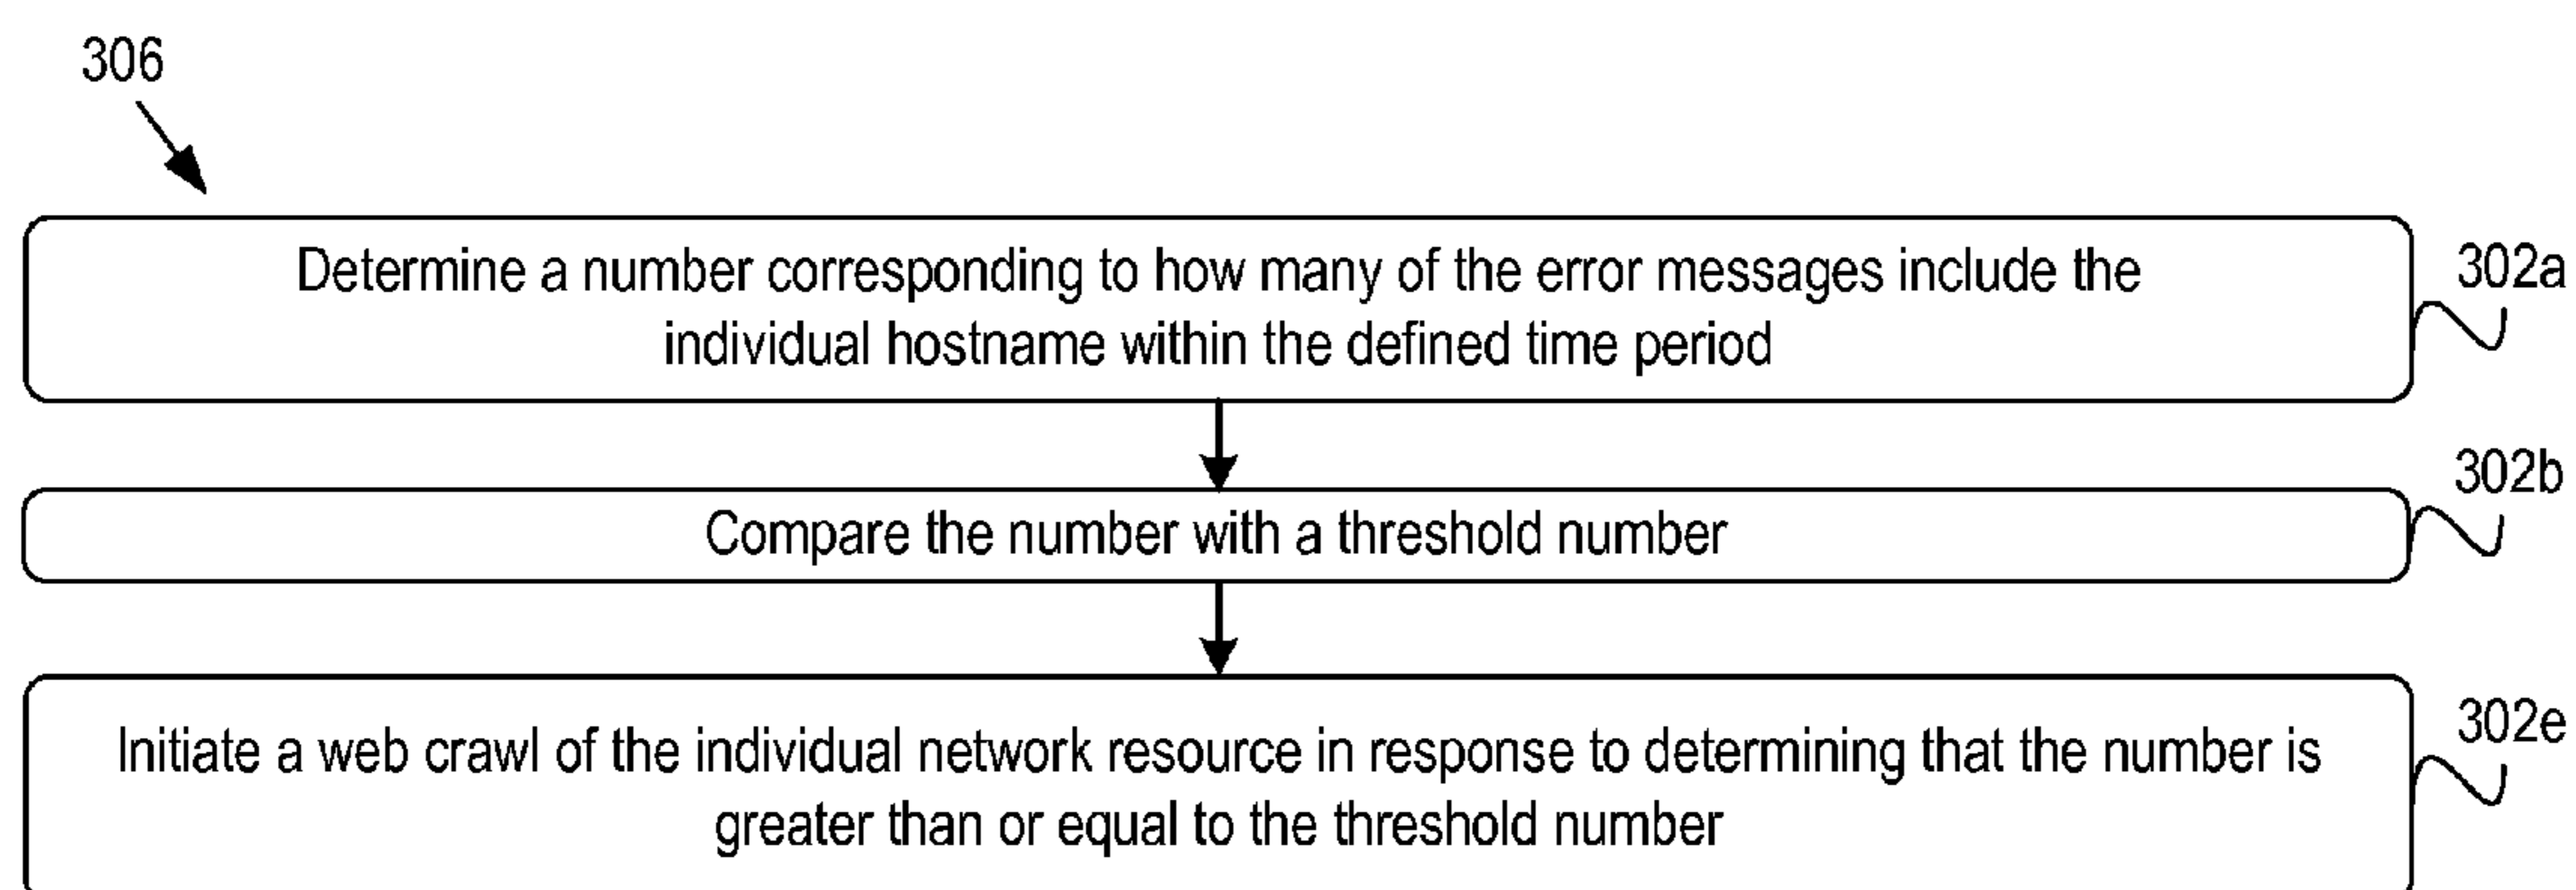 306
Determine a number corresponding to how many of the error messages include the
individual hostname within the defined time period
302a
Compare the number with a threshold number
302b
Initiate a web crawl of the individual network resource in response to determining that the number is
greater than or equal to the threshold number
302e